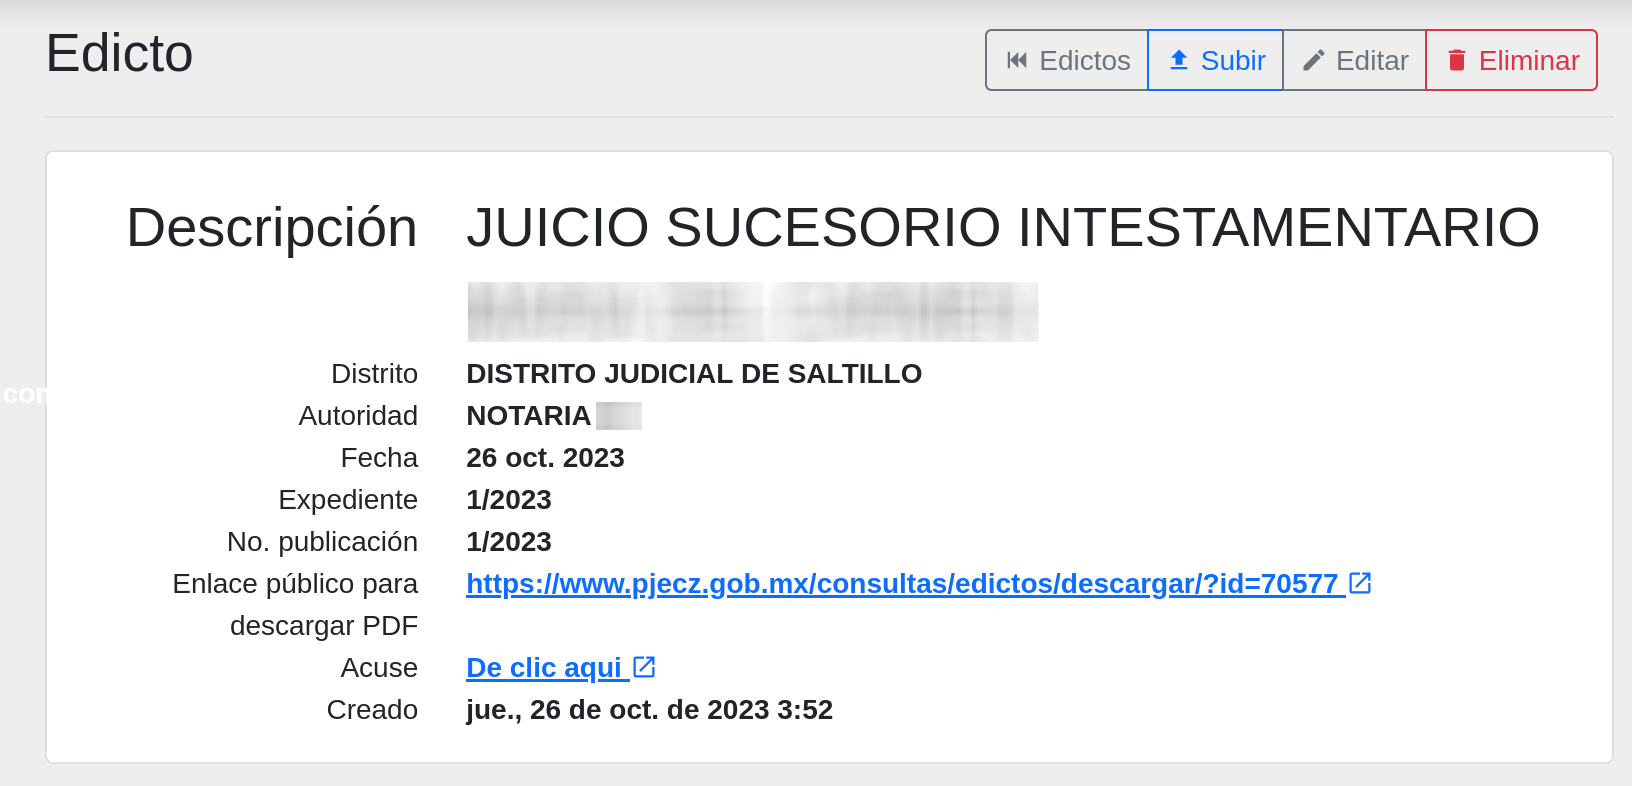 Edicto
Edictos Subir Editar Eliminar
Descripción JUICIO SUCESORIO INTESTAMENTARIO
Distrito DISTRITO JUDICIAL DE SALTILLO
.con
Autoridad NOTARIA
Fecha 26 oct. 2023
Expediente 1/2023
No. publicación 1/2023
Enlace público para https://www.pjecz.gob.mx/consultas/edictos/descargar/?id=70577
descargar PDF
Acuse De clic aqui
Creado jue., 26 de oct. de 2023 3:52